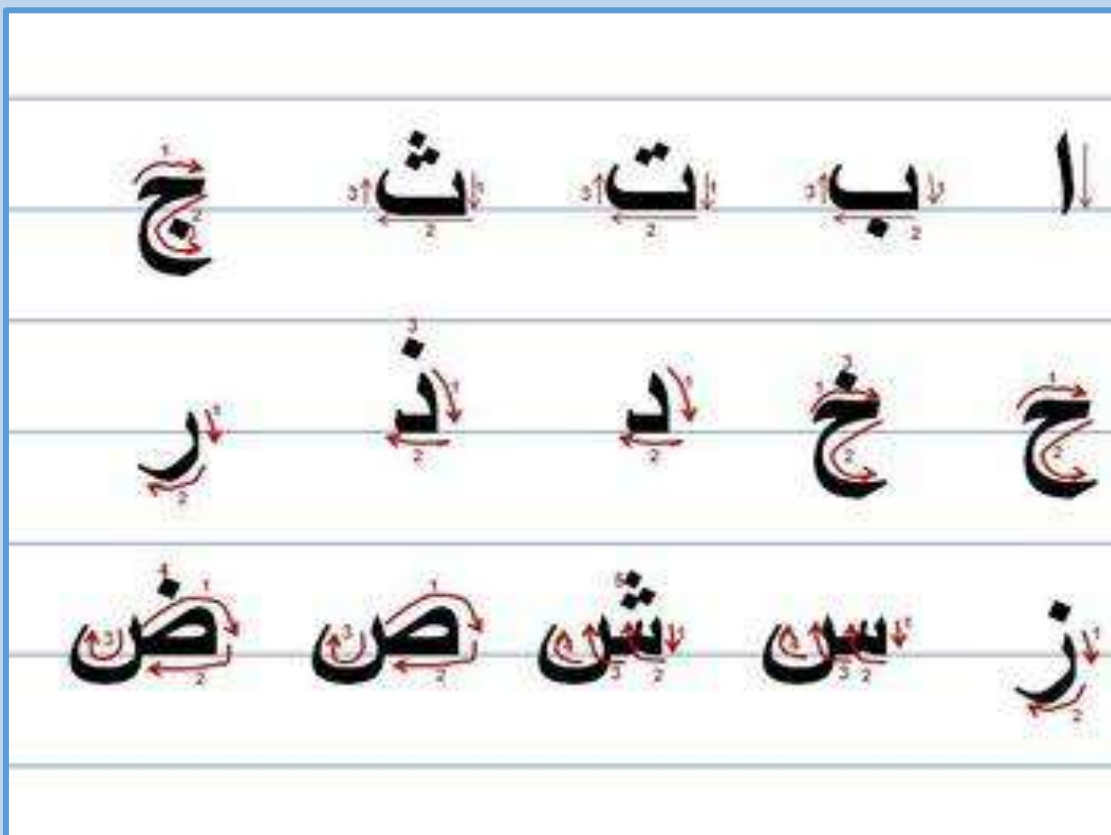 ا ب ت ث ج
ح خ د ذ ر
ز س ش ص ض